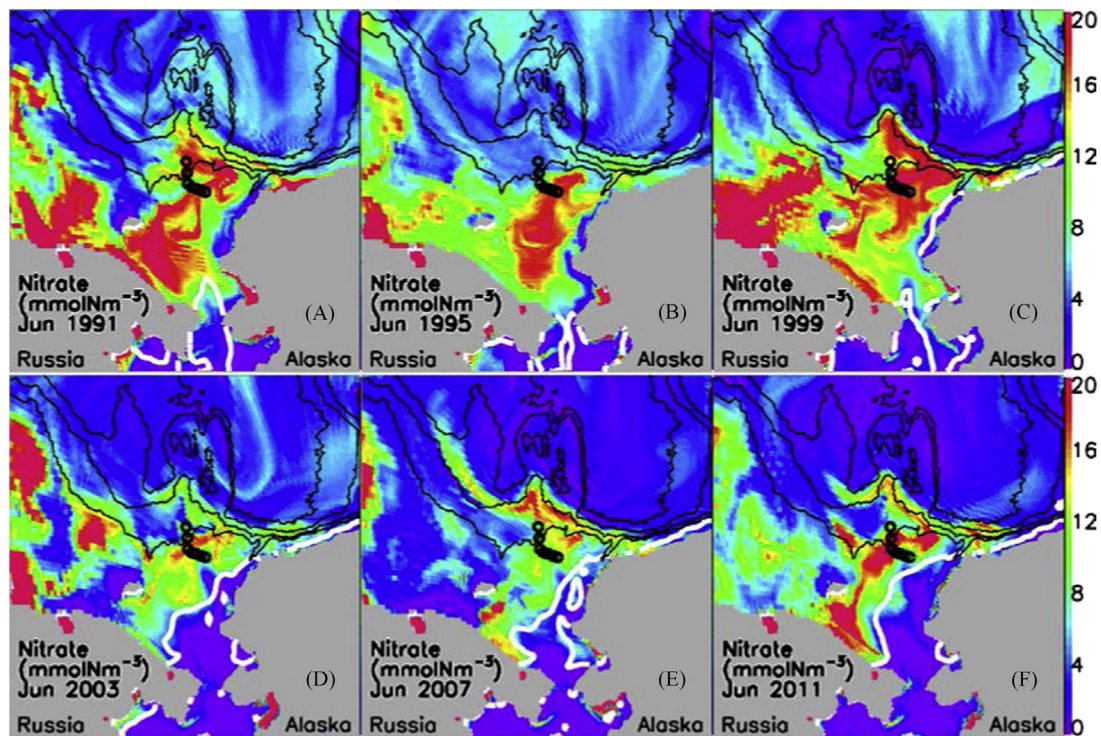 20
16
12
8
4
0
Nitrate
(mmolNm⁻³)
Jun 1991
(A)
Russia
Alaska
Nitrate
(mmolNm⁻³)
Jun 1995
(B)
Russia
Alaska
Nitrate
(mmolNm⁻³)
Jun 1999
(C)
Russia
Alaska
20
16
12
8
4
0
Nitrate
(mmolNm⁻³)
Jun 2003
(D)
Russia
Alaska
Nitrate
(mmolNm⁻³)
Jun 2007
(E)
Russia
Alaska
Nitrate
(mmolNm⁻³)
Jun 2011
(F)
Russia
Alaska